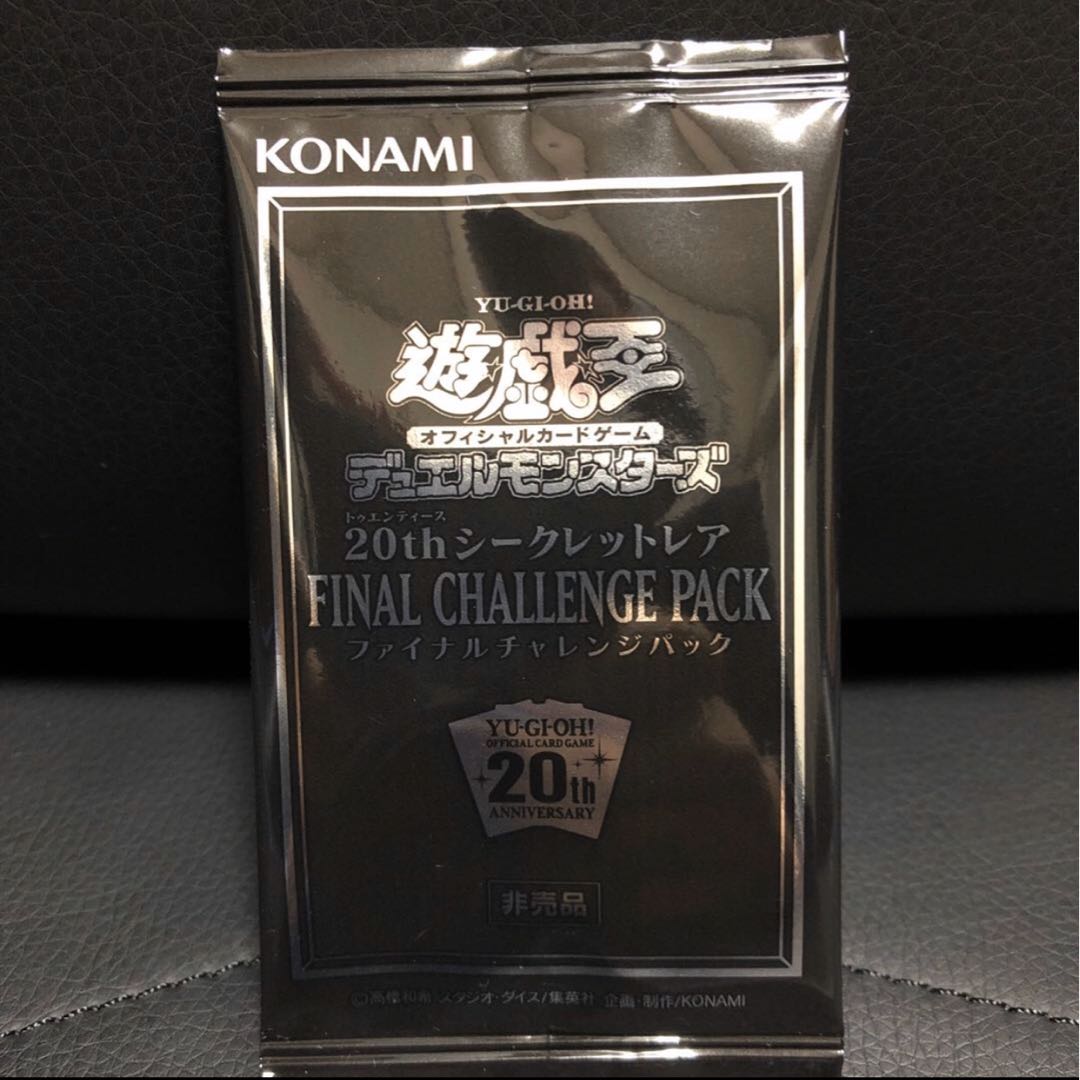 KONAMI
YU-GI-OH!
遊☆戯☆王
オフィシャルカードゲーム
デュエルモンスターズ
トゥエンティース
20thシークレットレア
FINAL CHALLENGE PACK
ファイナルチャレンジパック
YU-GI-OH!
OFFICIAL CARD GAME
20th
ANNIVERSARY
非売品
©高橋和希 スタジオ・ダイス/集英社 企画・制作/KONAMI